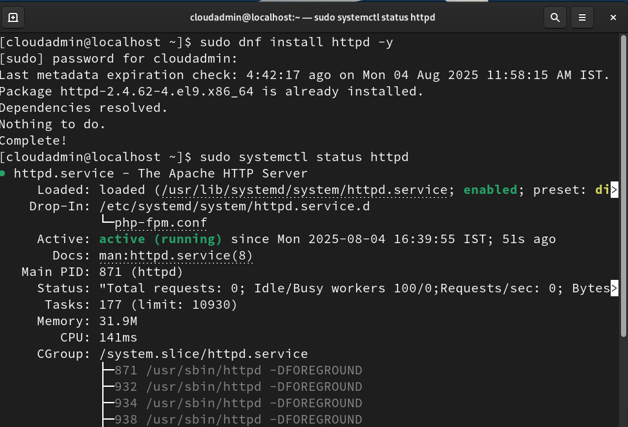 cloudadmin@localhost:~ — sudo systemctl status httpd
[cloudadmin@localhost ~]$ sudo dnf install httpd -y
[sudo] password for cloudadmin:
Last metadata expiration check: 4:42:17 ago on Mon 04 Aug 2025 11:58:15 AM IST.
Package httpd-2.4.62-4.el9.x86_64 is already installed.
Dependencies resolved.
Nothing to do.
Complete!
[cloudadmin@localhost ~]$ sudo systemctl status httpd
● httpd.service - The Apache HTTP Server
Loaded: loaded (/usr/lib/systemd/system/httpd.service; enabled; preset: di>
Drop-In: /etc/systemd/system/httpd.service.d
└─php-fpm.conf
Active: active (running) since Mon 2025-08-04 16:39:55 IST; 51s ago
Docs: man:httpd.service(8)
Main PID: 871 (httpd)
Status: "Total requests: 0; Idle/Busy workers 100/0;Requests/sec: 0; Bytes>
Tasks: 177 (limit: 10930)
Memory: 31.9M
CPU: 141ms
CGroup: /system.slice/httpd.service
├─871 /usr/sbin/httpd -DFOREGROUND
├─932 /usr/sbin/httpd -DFOREGROUND
├─934 /usr/sbin/httpd -DFOREGROUND
├─938 /usr/sbin/httpd -DFOREGROUND